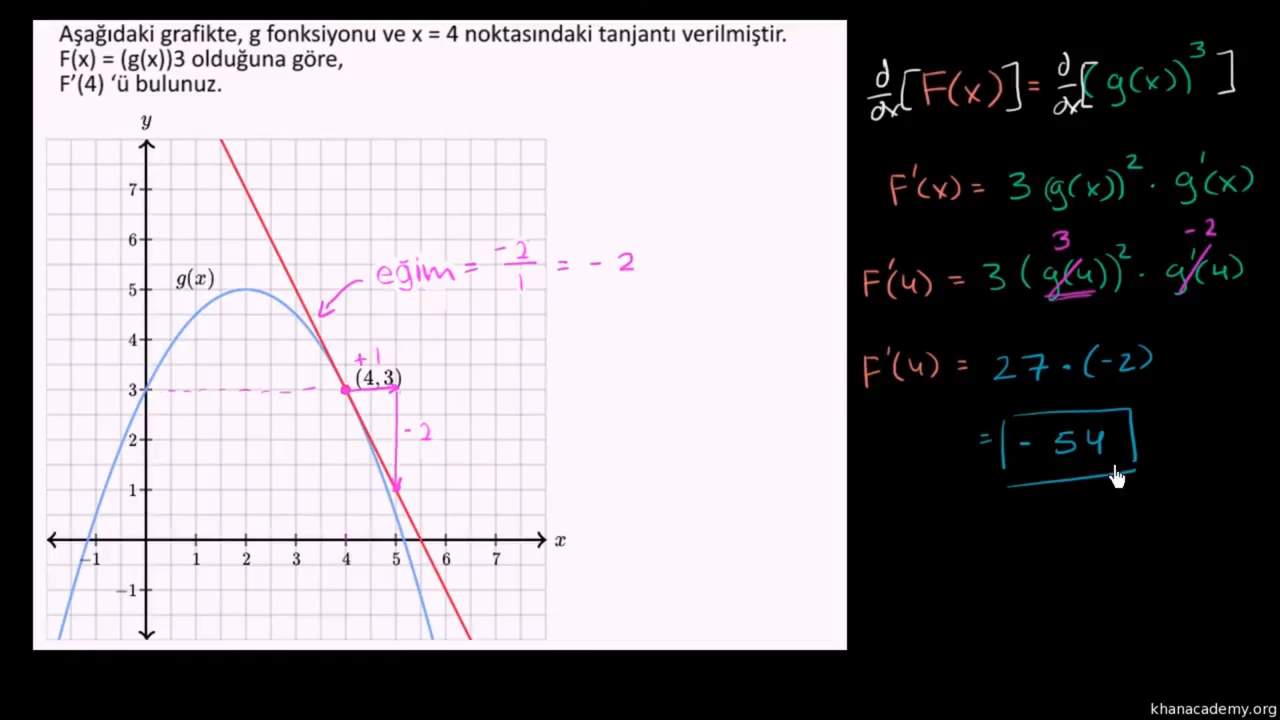 Aşağıdaki grafikte, g fonksiyonu ve x = 4 noktasındaki tanjantı verilmiştir.
F(x) = (g(x))3 olduğuna göre,
F’(4) ‘ü bulunuz.
y
7
6
5
4
3
2
1
−1
−1 1 2 3 4 5 6 7
x
g(x)
eğim = -2/1 = - 2
+1
(4, 3)
- 2
d/dx [F(x)] = d/dx [(g(x))^3]
F'(x) = 3 (g(x))^2 · g'(x)
3 -2
F'(4) = 3 (g(4))^2 · g'(4)
F'(4) = 27 · (-2)
= - 54
khanacademy.org